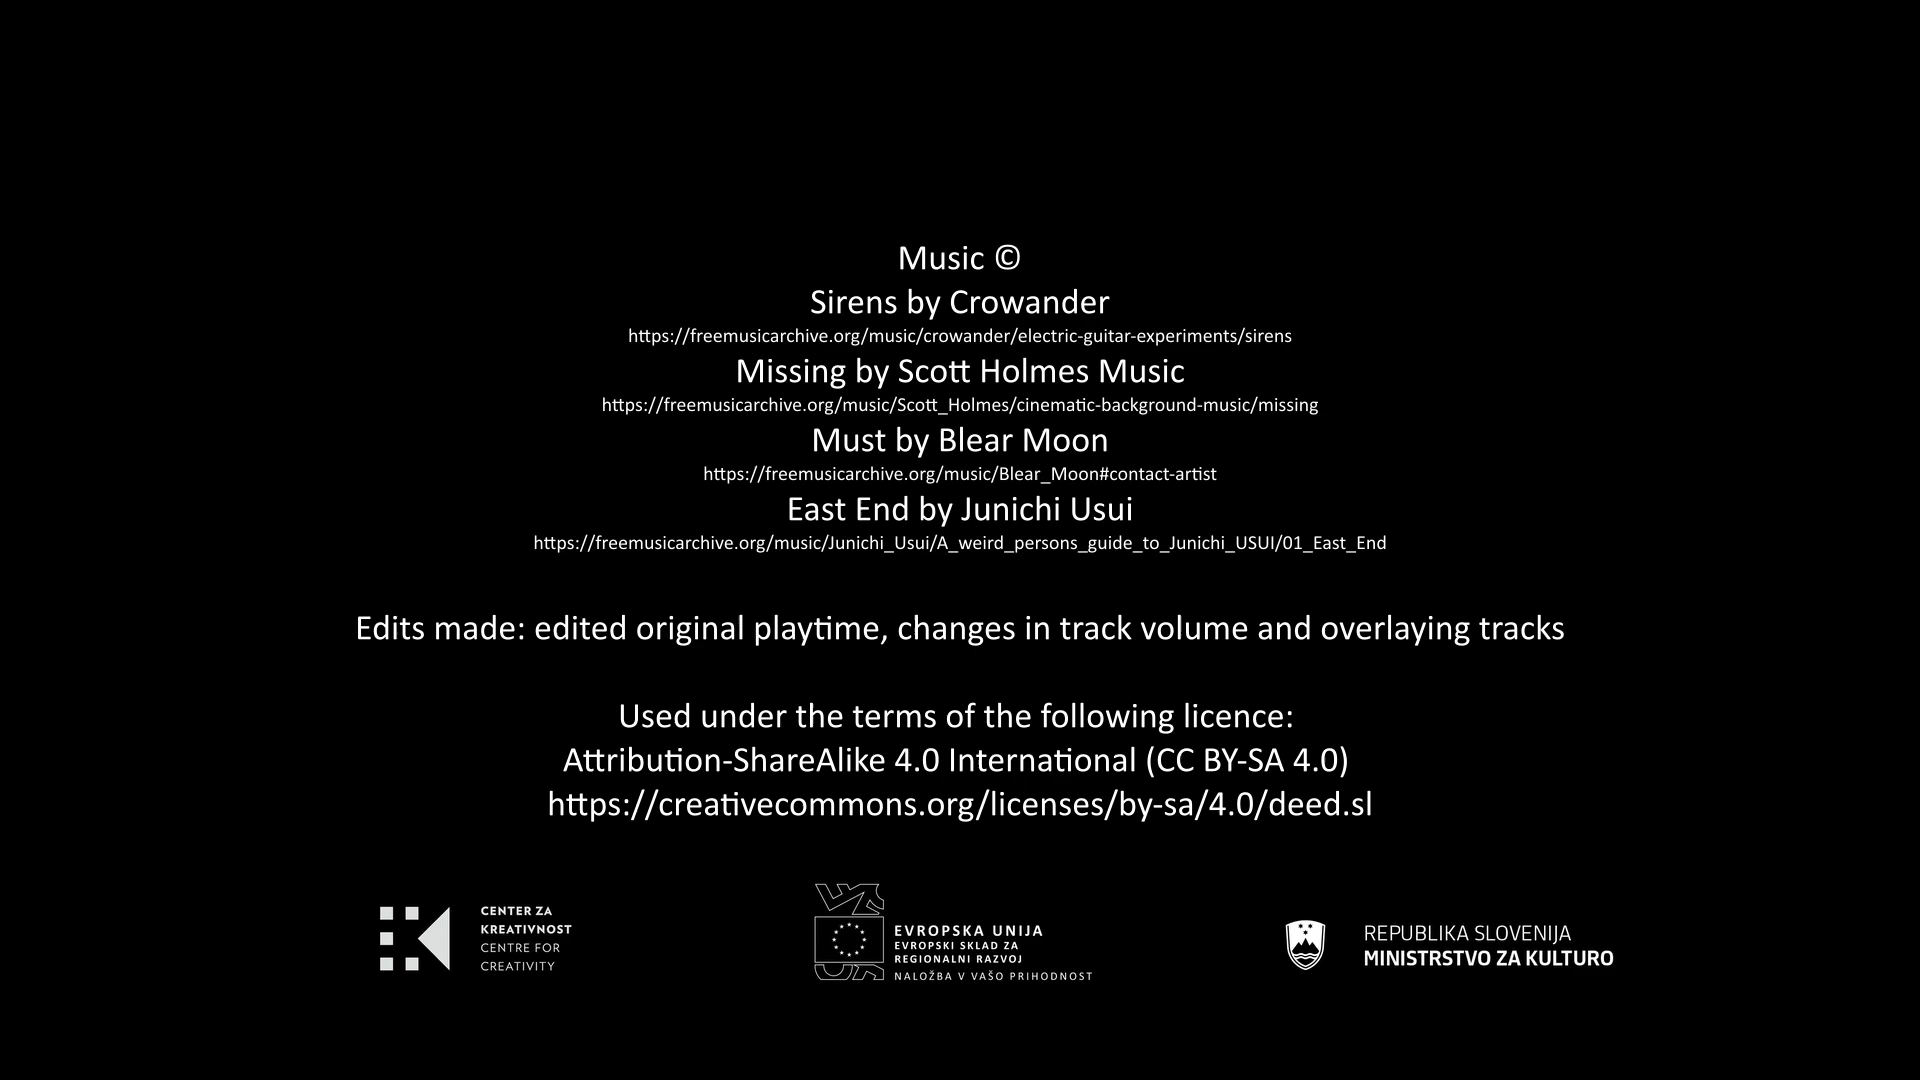 Music ©
Sirens by Crowander
https://freemusicarchive.org/music/crowander/electric-guitar-experiments/sirens
Missing by Scott Holmes Music
https://freemusicarchive.org/music/Scott_Holmes/cinematic-background-music/missing
Must by Blear Moon
https://freemusicarchive.org/music/Blear_Moon#contact-artist
East End by Junichi Usui
https://freemusicarchive.org/music/Junichi_Usui/A_weird_persons_guide_to_Junichi_USUI/01_East_End
Edits made: edited original playtime, changes in track volume and overlaying tracks
Used under the terms of the following licence:
Attribution-ShareAlike 4.0 International (CC BY-SA 4.0)
https://creativecommons.org/licenses/by-sa/4.0/deed.sl
CENTER ZA
KREATIVNOST
CENTRE FOR
CREATIVITY
EVROPSKA UNIJA
EVROPSKI SKLAD ZA
REGIONALNI RAZVOJ
NALOŽBA V VAŠO PRIHODNOST
REPUBLIKA SLOVENIJA
MINISTRSTVO ZA KULTURO